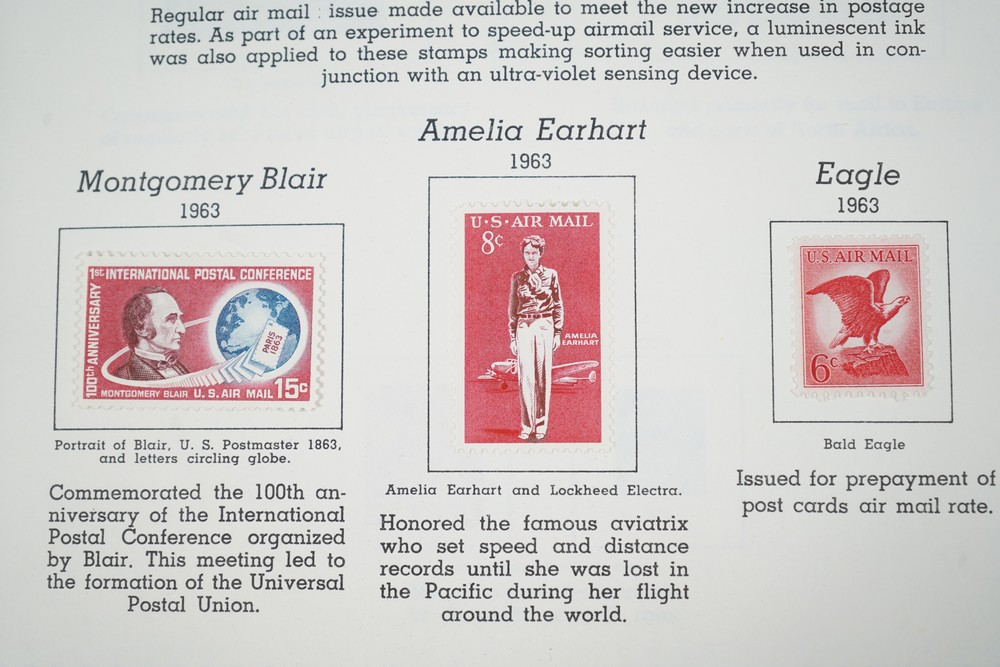 Regular air mail : issue made available to meet the new increase in postage
rates. As part of an experiment to speed-up airmail service, a luminescent ink
was also applied to these stamps making sorting easier when used in con-
junction with an ultra-violet sensing device.
Montgomery Blair
1963
100th ANNIVERSARY
1st INTERNATIONAL POSTAL CONFERENCE
PARIS
1863
MONTGOMERY BLAIR U.S. AIR MAIL 15c
Portrait of Blair, U. S. Postmaster 1863,
and letters circling globe.
Commemorated the 100th an-
niversary of the International
Postal Conference organized
by Blair. This meeting led to
the formation of the Universal
Postal Union.
Amelia Earhart
1963
U·S·AIR MAIL
8c
AMELIA
EARHART
Amelia Earhart and Lockheed Electra.
Honored the famous aviatrix
who set speed and distance
records until she was lost in
the Pacific during her flight
around the world.
Eagle
1963
U.S. AIR MAIL
6c
Bald Eagle
Issued for prepayment of
post cards air mail rate.